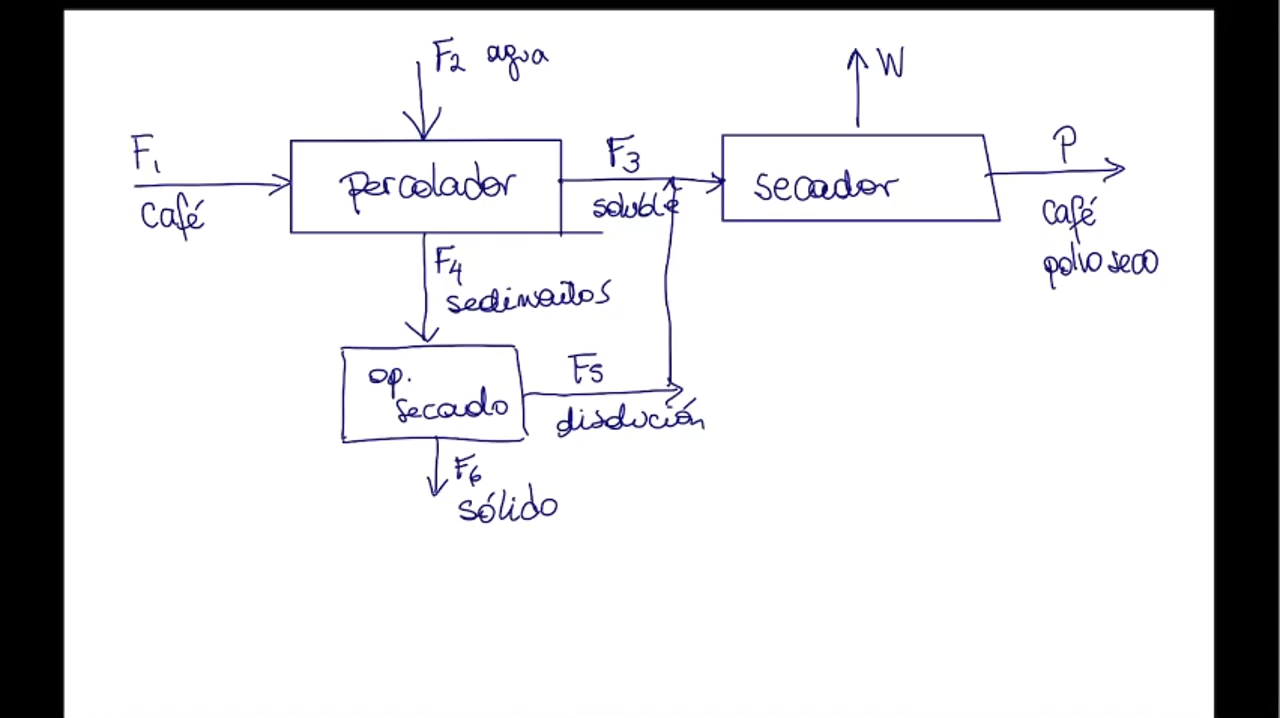 F₂ agua
W
F₁
café
percolador
F₃
soluble
secador
P
café
polvo seco
F₄
sedimentos
op.
secado
F₅
disolución
F₆
sólido